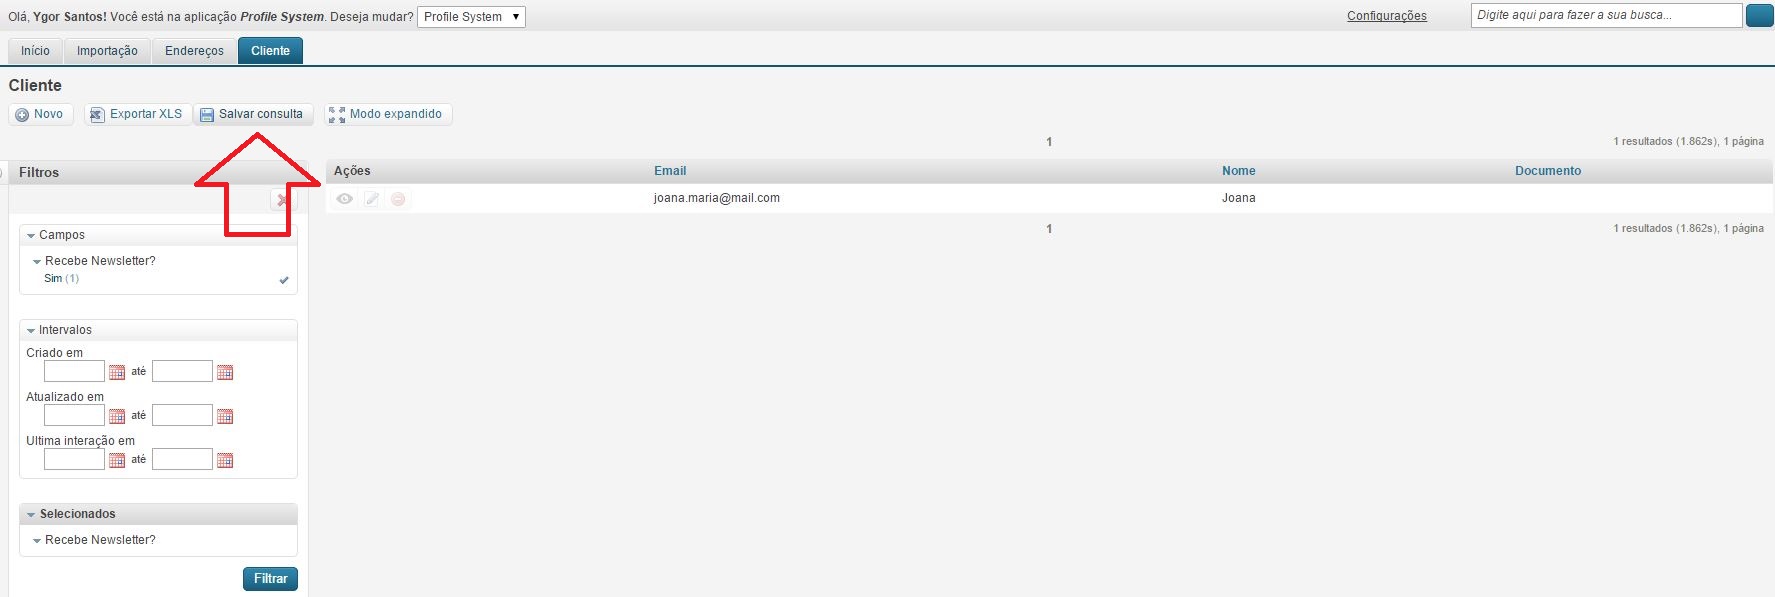 Olá, Ygor Santos! Você está na aplicação Profile System. Deseja mudar? Profile System
Configurações
Digite aqui para fazer a sua busca...
Início Importação Endereços Cliente
Cliente
Novo Exportar XLS Salvar consulta Modo expandido
1 1 resultados (1.862s), 1 página
Filtros
Ações Email Nome Documento
joana.maria@mail.com Joana
1 1 resultados (1.862s), 1 página
Campos
Recebe Newsletter?
Sim (1)
Intervalos
Criado em
até
Atualizado em
até
Ultima interação em
até
Selecionados
Recebe Newsletter?
Filtrar